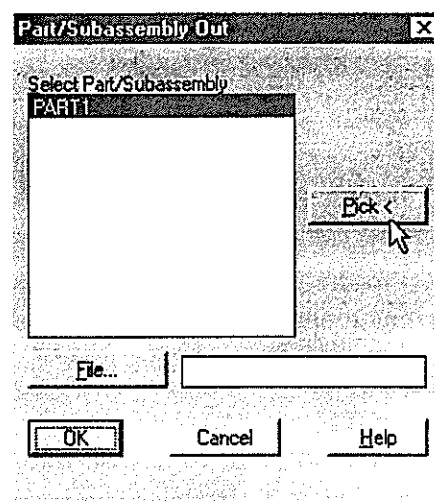 Part/Subassembly Out
Select Part/Subassembly
PART1
Pick <
File...
OK
Cancel
Help